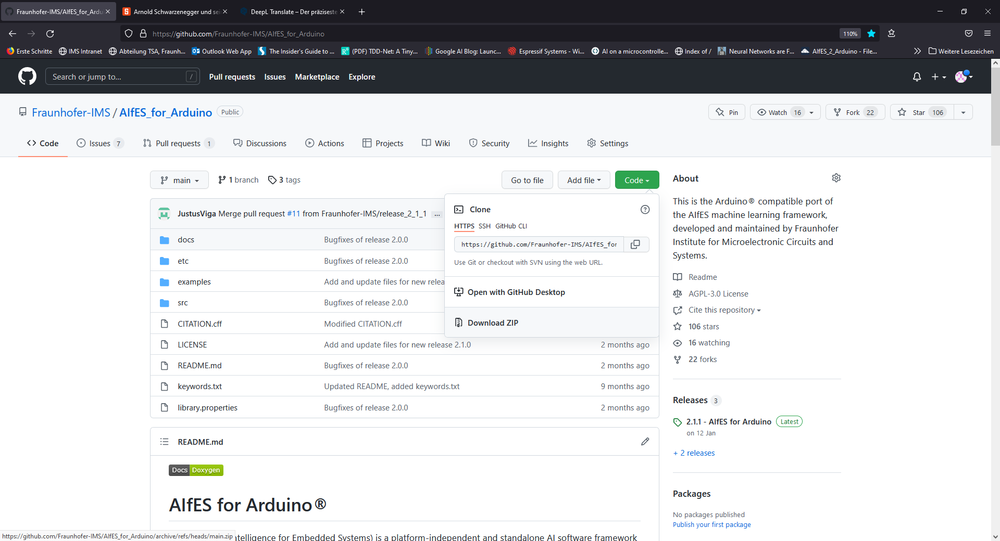 Fraunhofer-IMS/AIfES_for_Ardu
Arnold Schwarzenegger und sei
DeepL Translate – Der präziseste
https://github.com/Fraunhofer-IMS/AIfES_for_Arduino
110%
Erste Schritte
IMS Intranet
Abteilung TSA, Fraunh...
Outlook Web App
The Insider's Guide to ...
(PDF) TDD-Net: A Tiny...
Google AI Blog: Launc...
Espressif Systems - Wi...
AI on a microcontrolle...
Index of /
Neural Networks are F...
AIfES_2_Arduino - File...
Weitere Lesezeichen
Search or jump to...
/
Pull requests
Issues
Marketplace
Explore
Fraunhofer-IMS / AIfES_for_Arduino
Public
Pin
Watch 16
Fork 22
Star 106
Code
Issues 7
Pull requests 1
Discussions
Actions
Projects
Wiki
Security
Insights
Settings
main
1 branch
3 tags
Go to file
Add file
Code
JustusViga Merge pull request #11 from Fraunhofer-IMS/release_2_1_1 ...
docs
Bugfixes of release 2.0.0
etc
Bugfixes of release 2.0.0
examples
Add and update files for new relea
src
Bugfixes of release 2.0.0
CITATION.cff
Modified CITATION.cff
LICENSE
Add and update files for new release 2.1.0
2 months ago
README.md
Bugfixes of release 2.0.0
2 months ago
keywords.txt
Updated README, added keywords.txt
9 months ago
library.properties
Bugfixes of release 2.0.0
2 months ago
Clone
HTTPS
SSH
GitHub CLI
https://github.com/Fraunhofer-IMS/AIfES_for
Use Git or checkout with SVN using the web URL.
Open with GitHub Desktop
Download ZIP
README.md
Docs Doxygen
AIfES for Arduino®
ntelligence for Embedded Systems) is a platform-independent and standalone AI software framework
https://github.com/Fraunhofer-IMS/AIfES_for_Arduino/archive/refs/heads/main.zip
About
This is the Arduino® compatible port of
the AIfES machine learning framework,
developed and maintained by Fraunhofer
Institute for Microelectronic Circuits and
Systems.
Readme
AGPL-3.0 License
Cite this repository
106 stars
16 watching
22 forks
Releases 3
2.1.1 - AIfES for Arduino
Latest
on 12 Jan
+ 2 releases
Packages
No packages published
Publish your first package